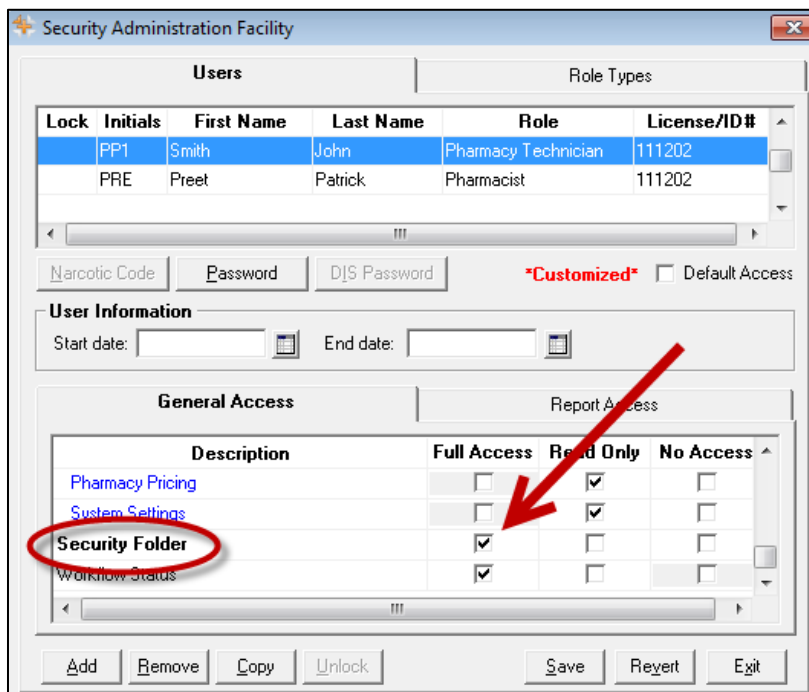 Security Administration Facility
Users Role Types
Lock Initials First Name Last Name Role License/ID#
PP1 Smith John Pharmacy Technician 111202
PRE Preet Patrick Pharmacist 111202
Narcotic Code Password DIS Password *Customized* Default Access
User Information
Start date: End date:
General Access Report Access
Description Full Access Read Only No Access
Pharmacy Pricing
System Settings
Security Folder
Workflow Status
Add Remove Copy Unlock Save Revert Exit